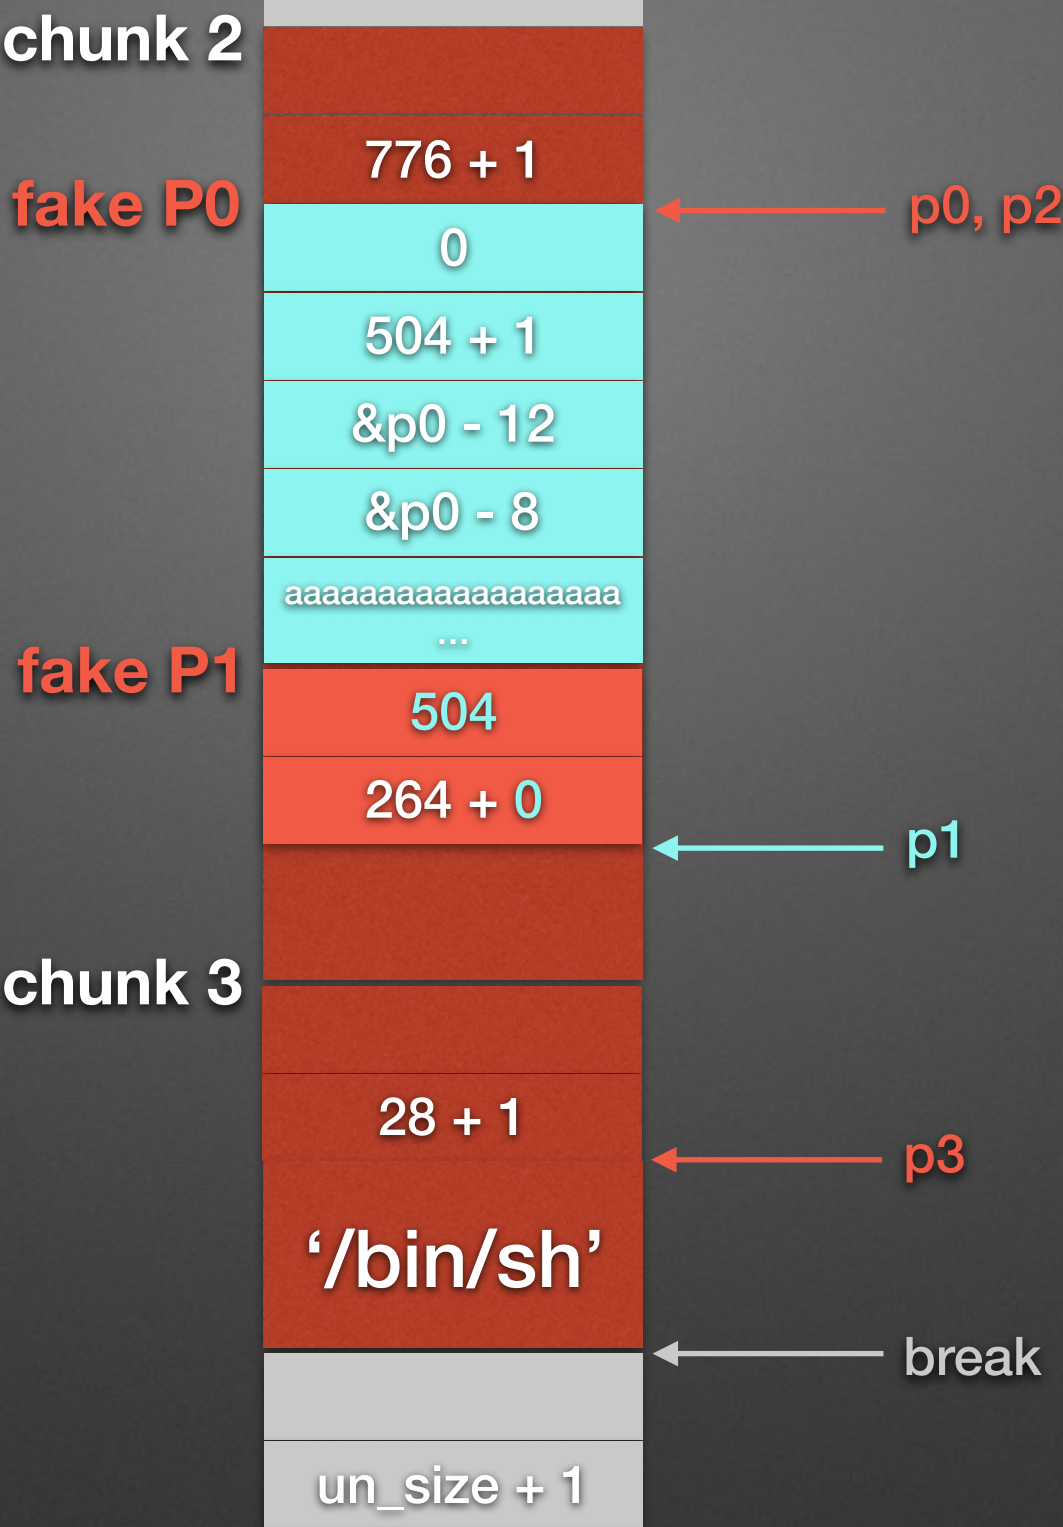 chunk 2
776 + 1
fake P0
p0, p2
0
504 + 1
&p0 - 12
&p0 - 8
aaaaaaaaaaaaaaaaaa
...
fake P1
504
264 + 0
p1
chunk 3
28 + 1
p3
‘/bin/sh’
break
un_size + 1